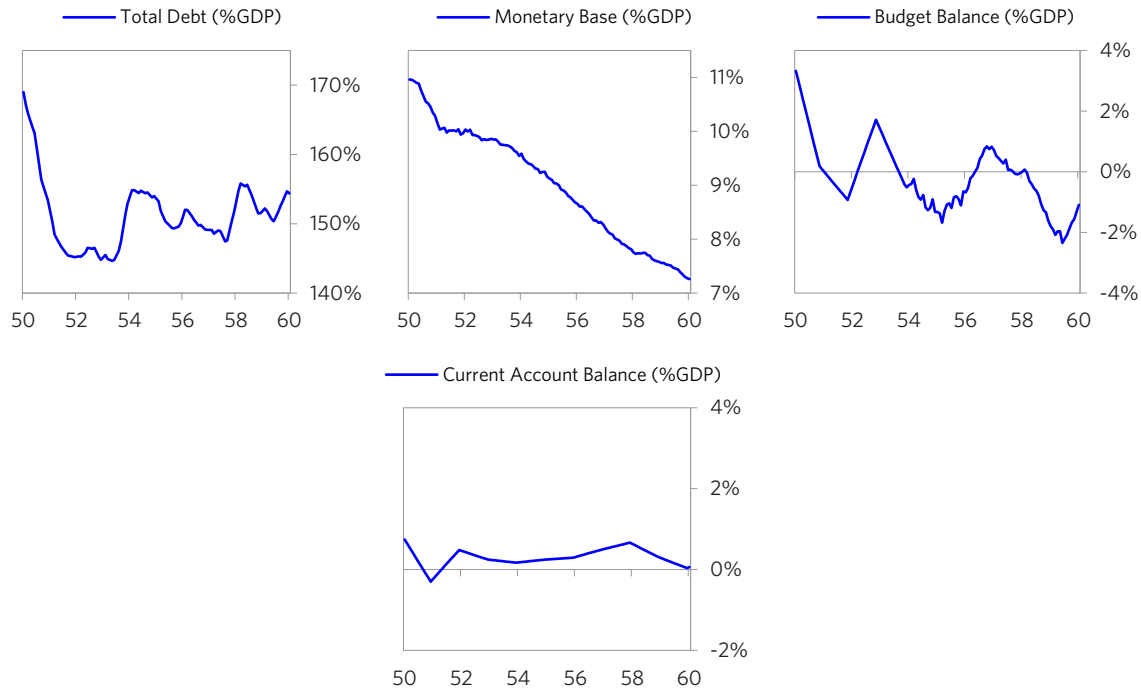 Total Debt (%GDP)
170%
160%
150%
140%
50 52 54 56 58 60
Monetary Base (%GDP)
11%
10%
9%
8%
7%
50 52 54 56 58 60
Budget Balance (%GDP)
4%
2%
0%
-2%
-4%
50 52 54 56 58 60
Current Account Balance (%GDP)
4%
2%
0%
-2%
50 52 54 56 58 60